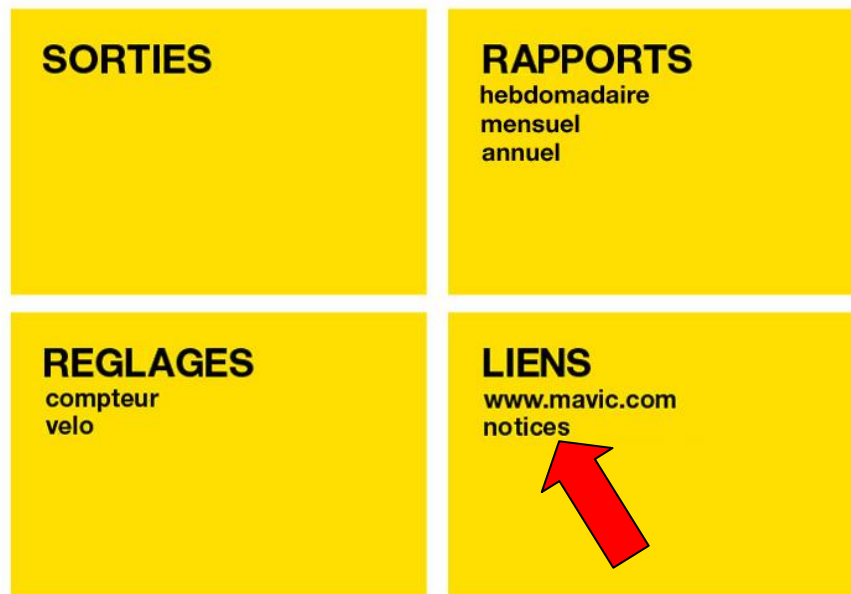 SORTIES
RAPPORTS
hebdomadaire
mensuel
annuel
REGLAGES
compteur
velo
LIENS
www.mavic.com
notices